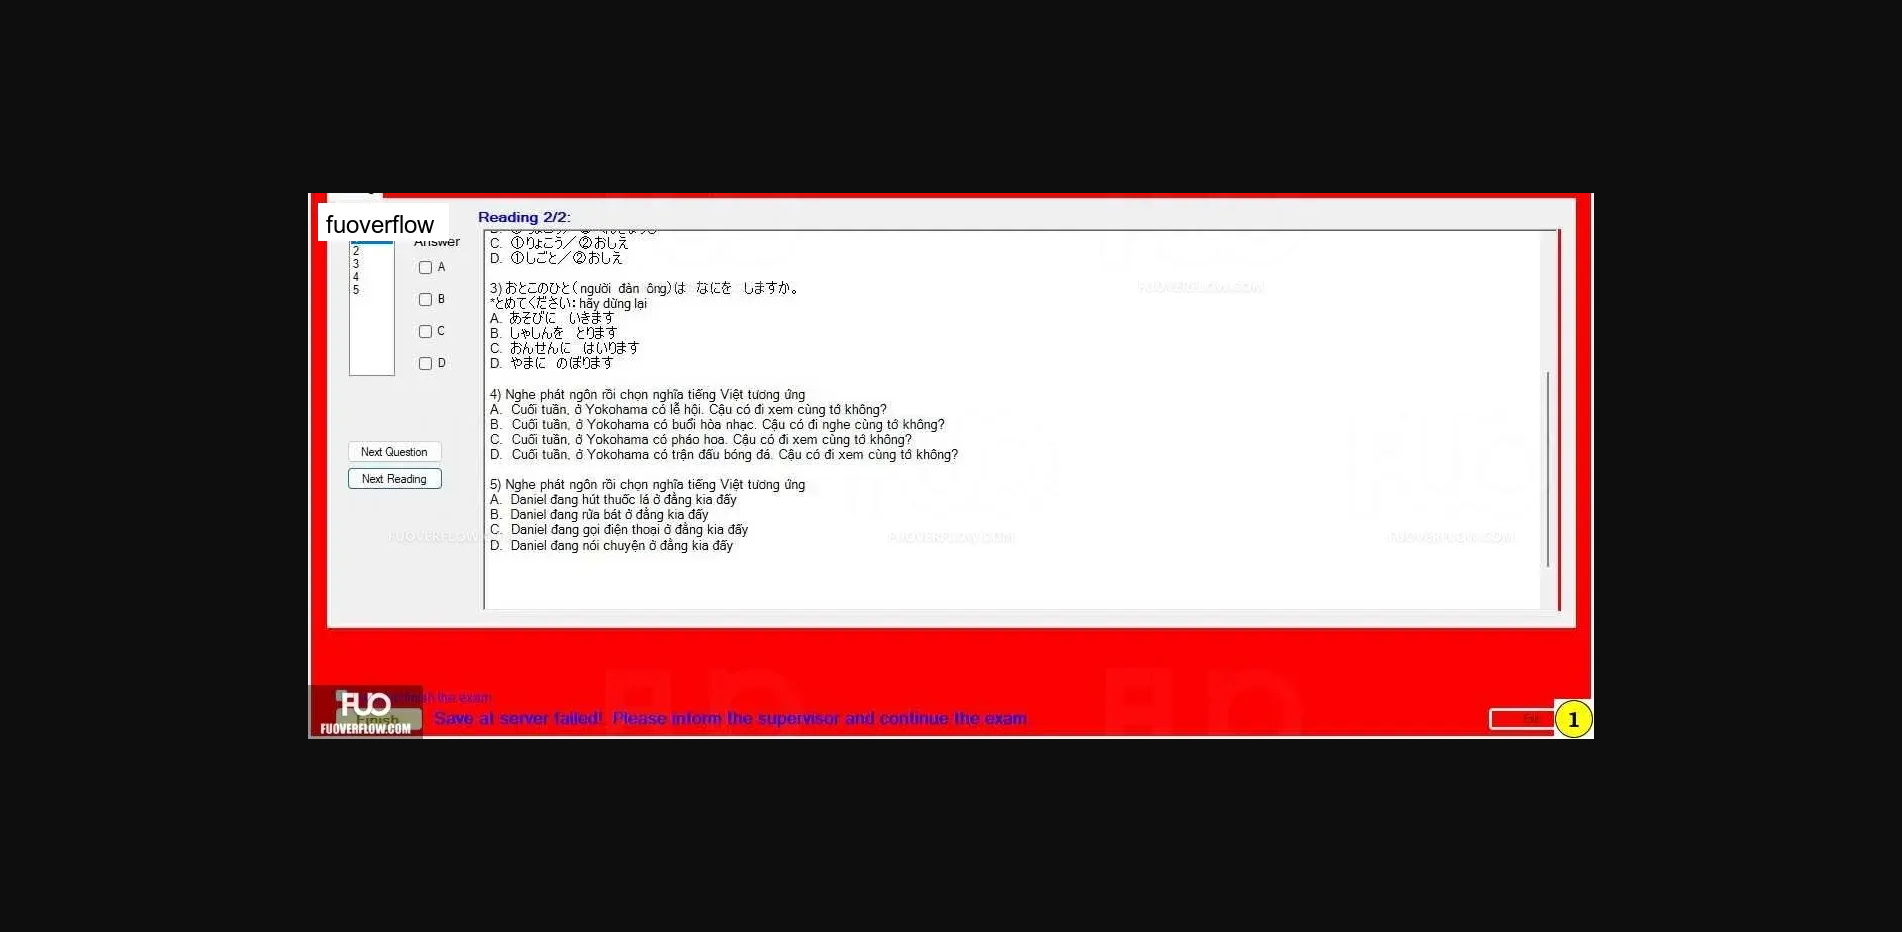 fuoverflow
Reading 2/2:
Answer
2
3
4
5
A
B
C
D
Next Question
Next Reading
C. ①りょこう／②おしえ
D. ①しごと／②おしえ
3) おとこのひと(người đàn ông)は なにを しますか。
*とめてください: hãy dừng lại
A. あそびに いきます
B. しゃしんを とります
C. おんせんに はいります
D. やまに のぼります
4) Nghe phát ngôn rồi chọn nghĩa tiếng Việt tương ứng
A. Cuối tuần, ở Yokohama có lễ hội. Cậu có đi xem cùng tớ không?
B. Cuối tuần, ở Yokohama có buổi hòa nhạc. Cậu có đi nghe cùng tớ không?
C. Cuối tuần, ở Yokohama có pháo hoa. Cậu có đi xem cùng tớ không?
D. Cuối tuần, ở Yokohama có trận đấu bóng đá. Cậu có đi xem cùng tớ không?
5) Nghe phát ngôn rồi chọn nghĩa tiếng Việt tương ứng
A. Daniel đang hút thuốc lá ở đằng kia đấy
B. Daniel đang rửa bát ở đằng kia đấy
C. Daniel đang gọi điện thoại ở đằng kia đấy
D. Daniel đang nói chuyện ở đằng kia đấy
FUOVERFLOW.COM
FUOVERFLOW.COM
FUOVERFLOW.COM
the exam
FUO
Finish
FUOVERFLOW.COM
Save at server failed! Please inform the supervisor and continue the exam
Exit
1